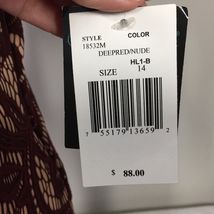 STYLE COLOR
18532M
DEEPRED/NUDE
HL1-B
SIZE 14
7 55179 13659 2
$ 88.00